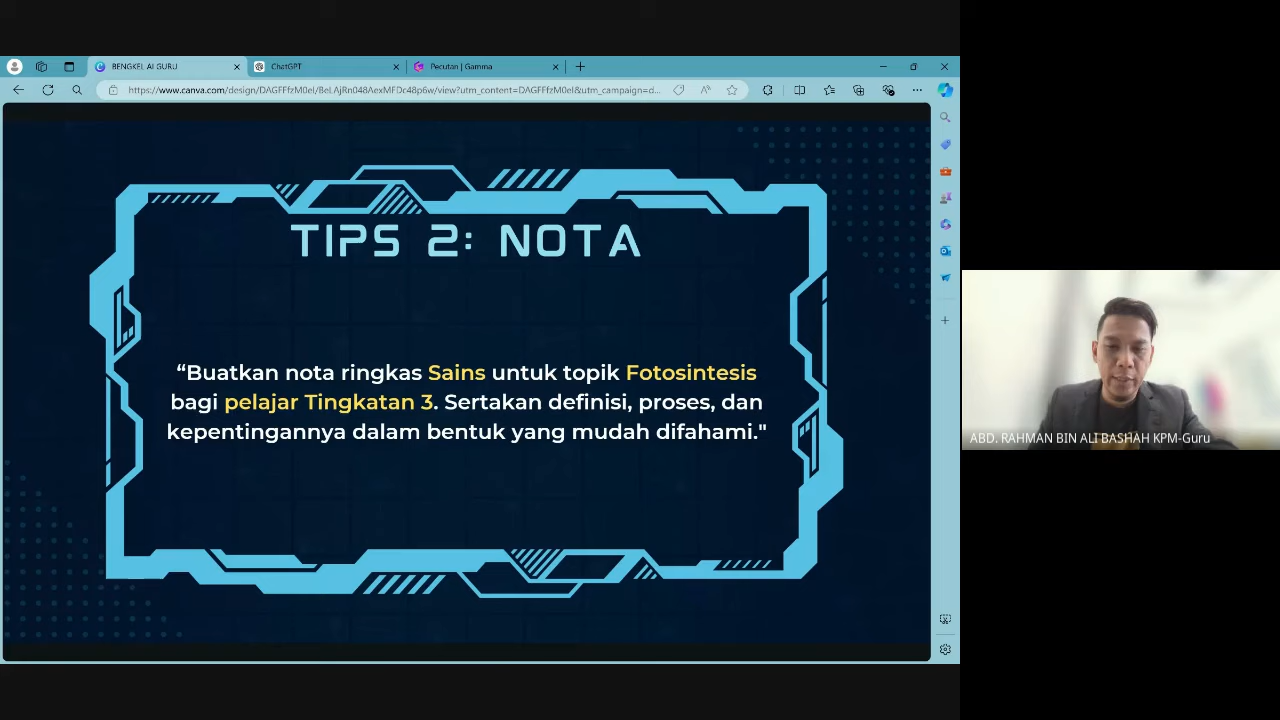 BENGKEL AI GURU
ChatGPT
Pecutan | Gamma
TIPS 2: NOTA
“Buatkan nota ringkas Sains untuk topik Fotosintesis
bagi pelajar Tingkatan 3. Sertakan definisi, proses, dan
kepentingannya dalam bentuk yang mudah difahami."
ABD. RAHMAN BIN ALI BASHAH KPM-Guru